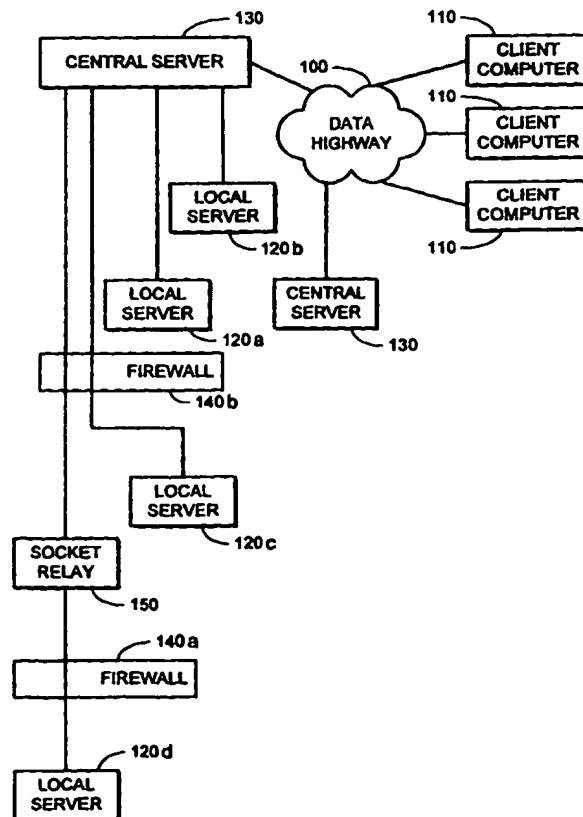 130
CENTRAL SERVER
100
DATA
HIGHWAY
110
CLIENT
COMPUTER
110
CLIENT
COMPUTER
CLIENT
COMPUTER
110
LOCAL
SERVER
120b
LOCAL
SERVER
120a
CENTRAL
SERVER
130
FIREWALL
140b
LOCAL
SERVER
120c
SOCKET
RELAY
150
140a
FIREWALL
120d
LOCAL
SERVER